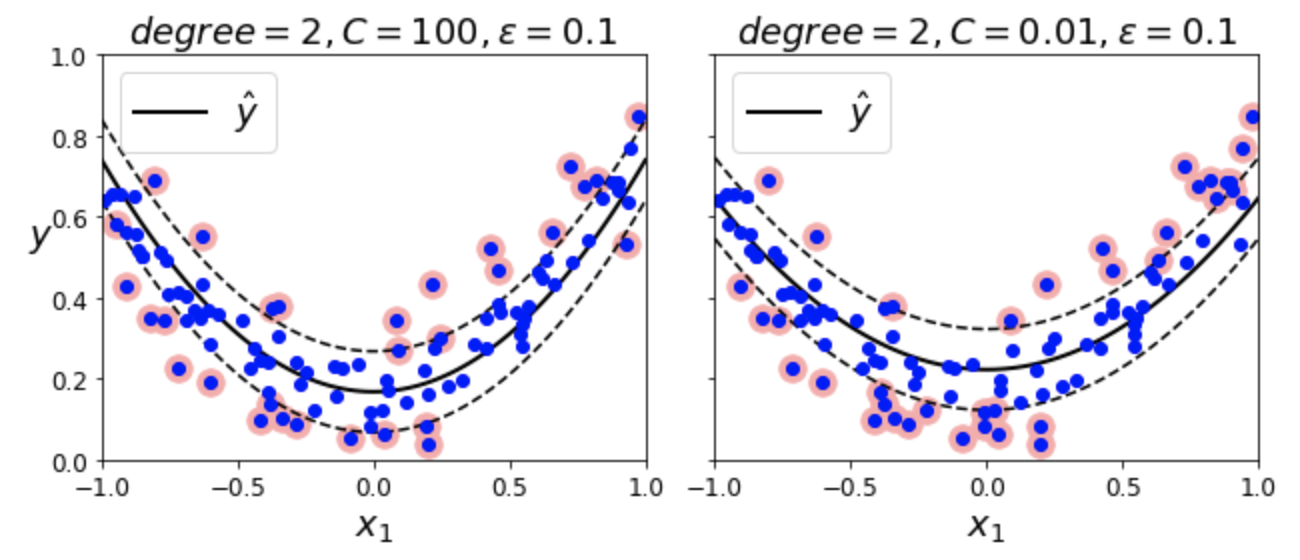 degree = 2, C = 100, ε = 0.1
degree = 2, C = 0.01, ε = 0.1
1.0
0.8
0.6
0.4
0.2
0.0
y
ŷ
ŷ
−1.0 −0.5 0.0 0.5 1.0
−1.0 −0.5 0.0 0.5 1.0
x₁
x₁